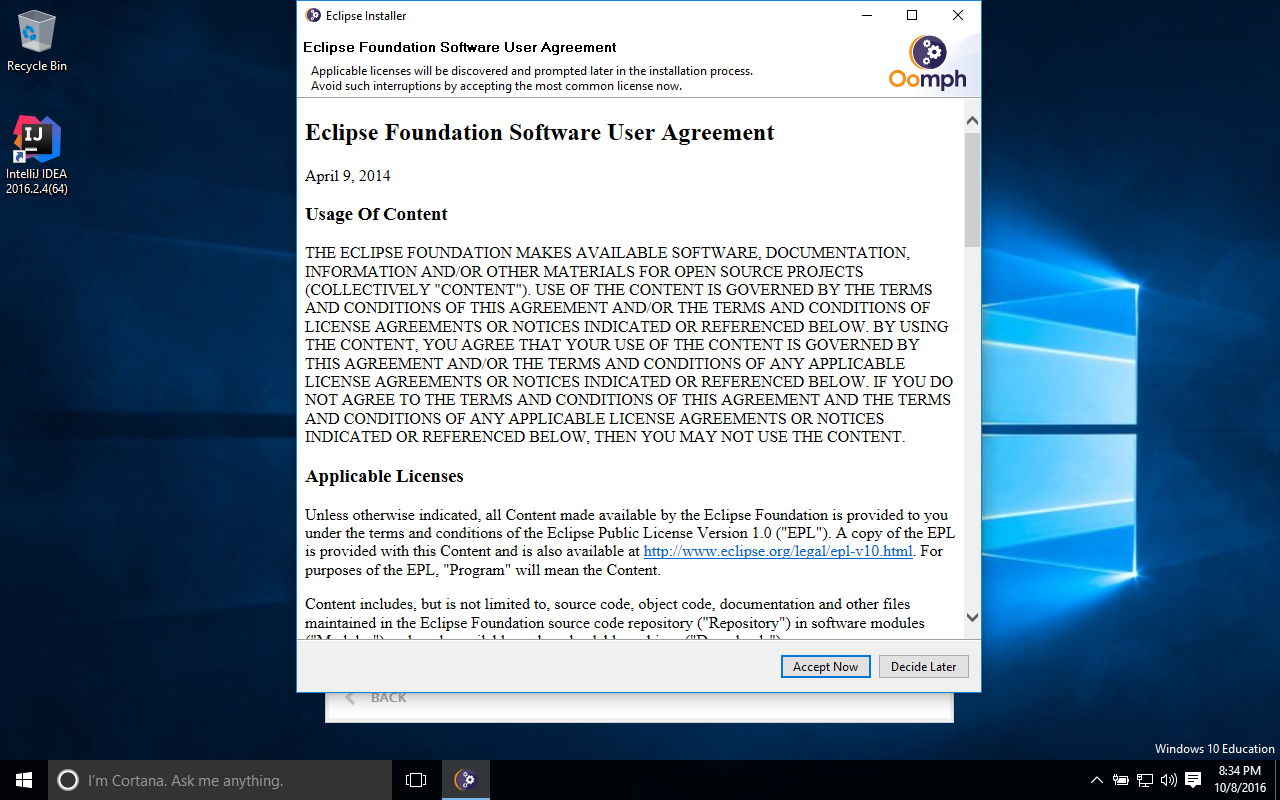 Eclipse Installer
Eclipse Foundation Software User Agreement
Applicable licenses will be discovered and prompted later in the installation process.
Avoid such interruptions by accepting the most common license now.
Oomph
Recycle Bin
IJ
IntelliJ IDEA
2016.2.4(64)
Eclipse Foundation Software User Agreement
April 9, 2014
Usage Of Content
THE ECLIPSE FOUNDATION MAKES AVAILABLE SOFTWARE, DOCUMENTATION,
INFORMATION AND/OR OTHER MATERIALS FOR OPEN SOURCE PROJECTS
(COLLECTIVELY "CONTENT"). USE OF THE CONTENT IS GOVERNED BY THE TERMS
AND CONDITIONS OF THIS AGREEMENT AND/OR THE TERMS AND CONDITIONS OF
LICENSE AGREEMENTS OR NOTICES INDICATED OR REFERENCED BELOW. BY USING
THE CONTENT, YOU AGREE THAT YOUR USE OF THE CONTENT IS GOVERNED BY
THIS AGREEMENT AND/OR THE TERMS AND CONDITIONS OF ANY APPLICABLE
LICENSE AGREEMENTS OR NOTICES INDICATED OR REFERENCED BELOW. IF YOU DO
NOT AGREE TO THE TERMS AND CONDITIONS OF THIS AGREEMENT AND THE TERMS
AND CONDITIONS OF ANY APPLICABLE LICENSE AGREEMENTS OR NOTICES
INDICATED OR REFERENCED BELOW, THEN YOU MAY NOT USE THE CONTENT.
Applicable Licenses
Unless otherwise indicated, all Content made available by the Eclipse Foundation is provided to you
under the terms and conditions of the Eclipse Public License Version 1.0 ("EPL"). A copy of the EPL
is provided with this Content and is also available at http://www.eclipse.org/legal/epl-v10.html. For
purposes of the EPL, "Program" will mean the Content.
Content includes, but is not limited to, source code, object code, documentation and other files
maintained in the Eclipse Foundation source code repository ("Repository") in software modules
Accept Now
Decide Later
BACK
Windows 10 Education
I'm Cortana. Ask me anything.
8:34 PM
10/8/2016